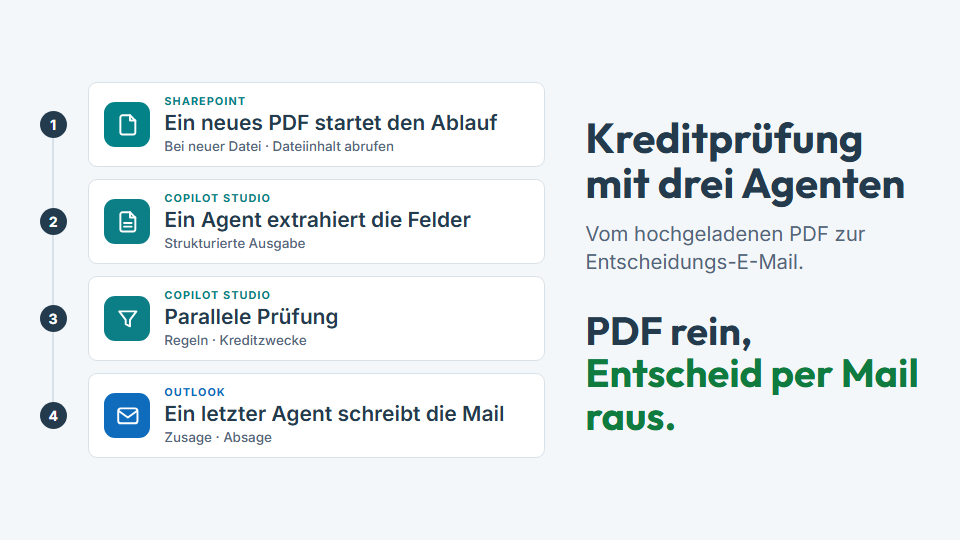 1
SHAREPOINT
Ein neues PDF startet den Ablauf
Bei neuer Datei · Dateiinhalt abrufen
2
COPILOT STUDIO
Ein Agent extrahiert die Felder
Strukturierte Ausgabe
3
COPILOT STUDIO
Parallele Prüfung
Regeln · Kreditzwecke
4
OUTLOOK
Ein letzter Agent schreibt die Mail
Zusage · Absage
Kreditprüfung
mit drei Agenten
Vom hochgeladenen PDF zur
Entscheidungs-E-Mail.
PDF rein,
Entscheid per Mail
raus.